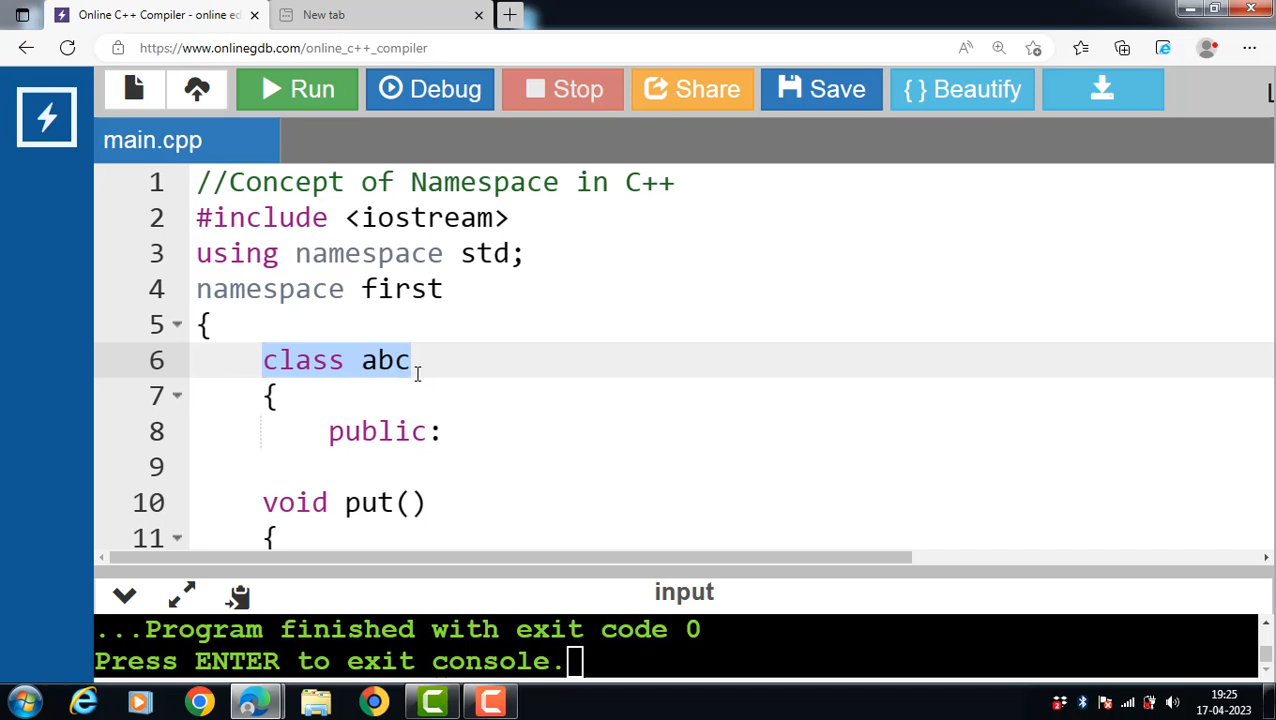 Online C++ Compiler - online ed
New tab
https://www.onlinegdb.com/online_c++_compiler
Run
Debug
Stop
Share
Save
{ } Beautify
main.cpp
1 //Concept of Namespace in C++
2 #include <iostream>
3 using namespace std;
4 namespace first
5 {
6 class abc
7 {
8 public:
9
10 void put()
11 {
input
...Program finished with exit code 0
Press ENTER to exit console.
19:25
17-04-2023